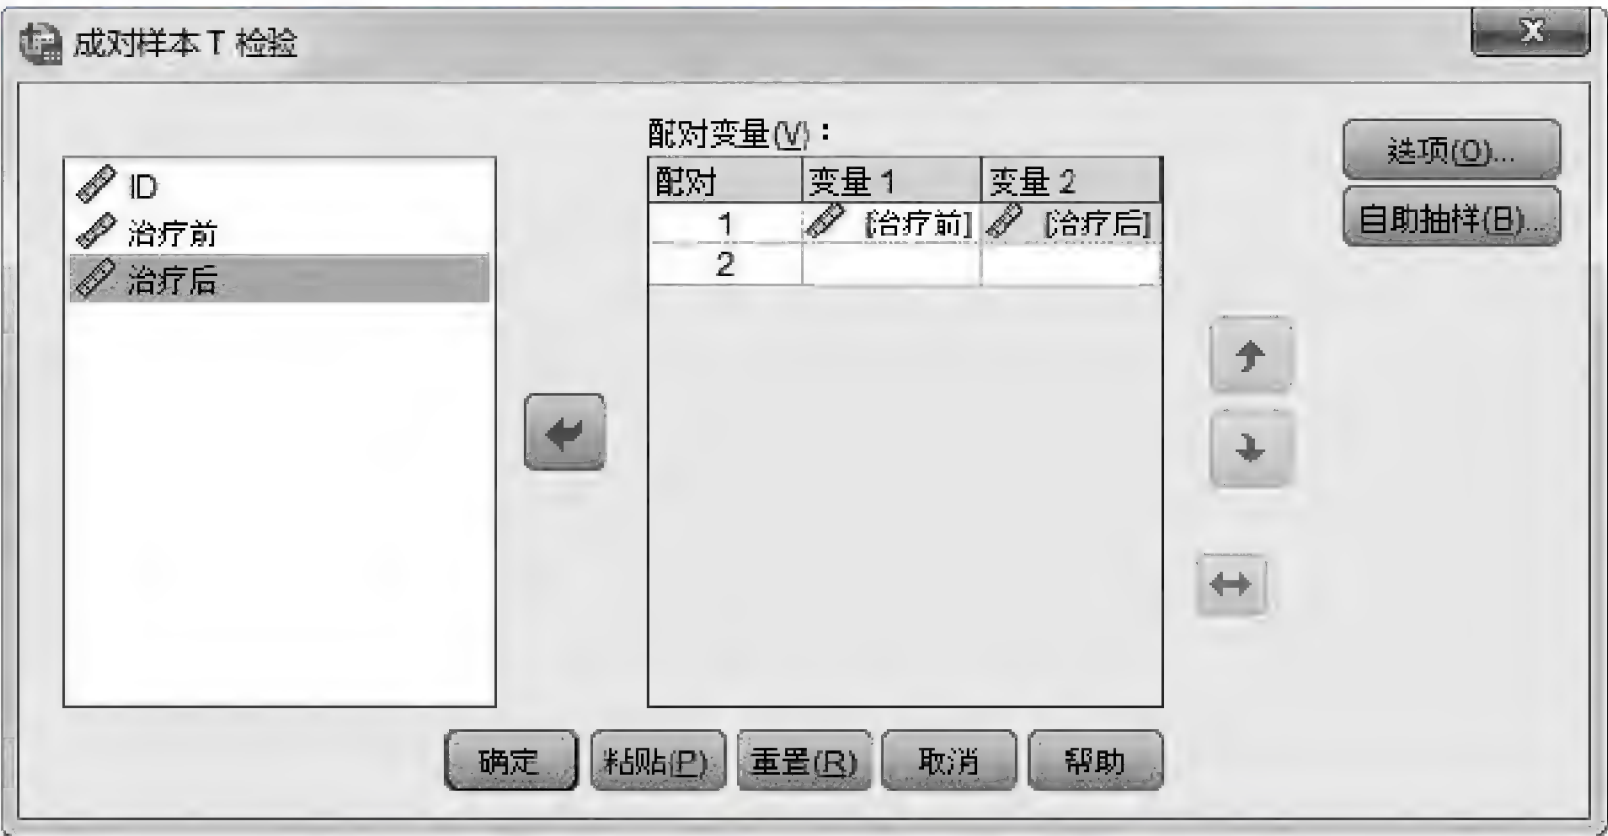 成对样本 T 检验
X
ID
治疗前
治疗后
配对变量(V)：
配对 变量 1 变量 2
1 [治疗前] [治疗后]
2
选项(O)...
自助抽样(B)...
确定 粘贴(P) 重置(R) 取消 帮助